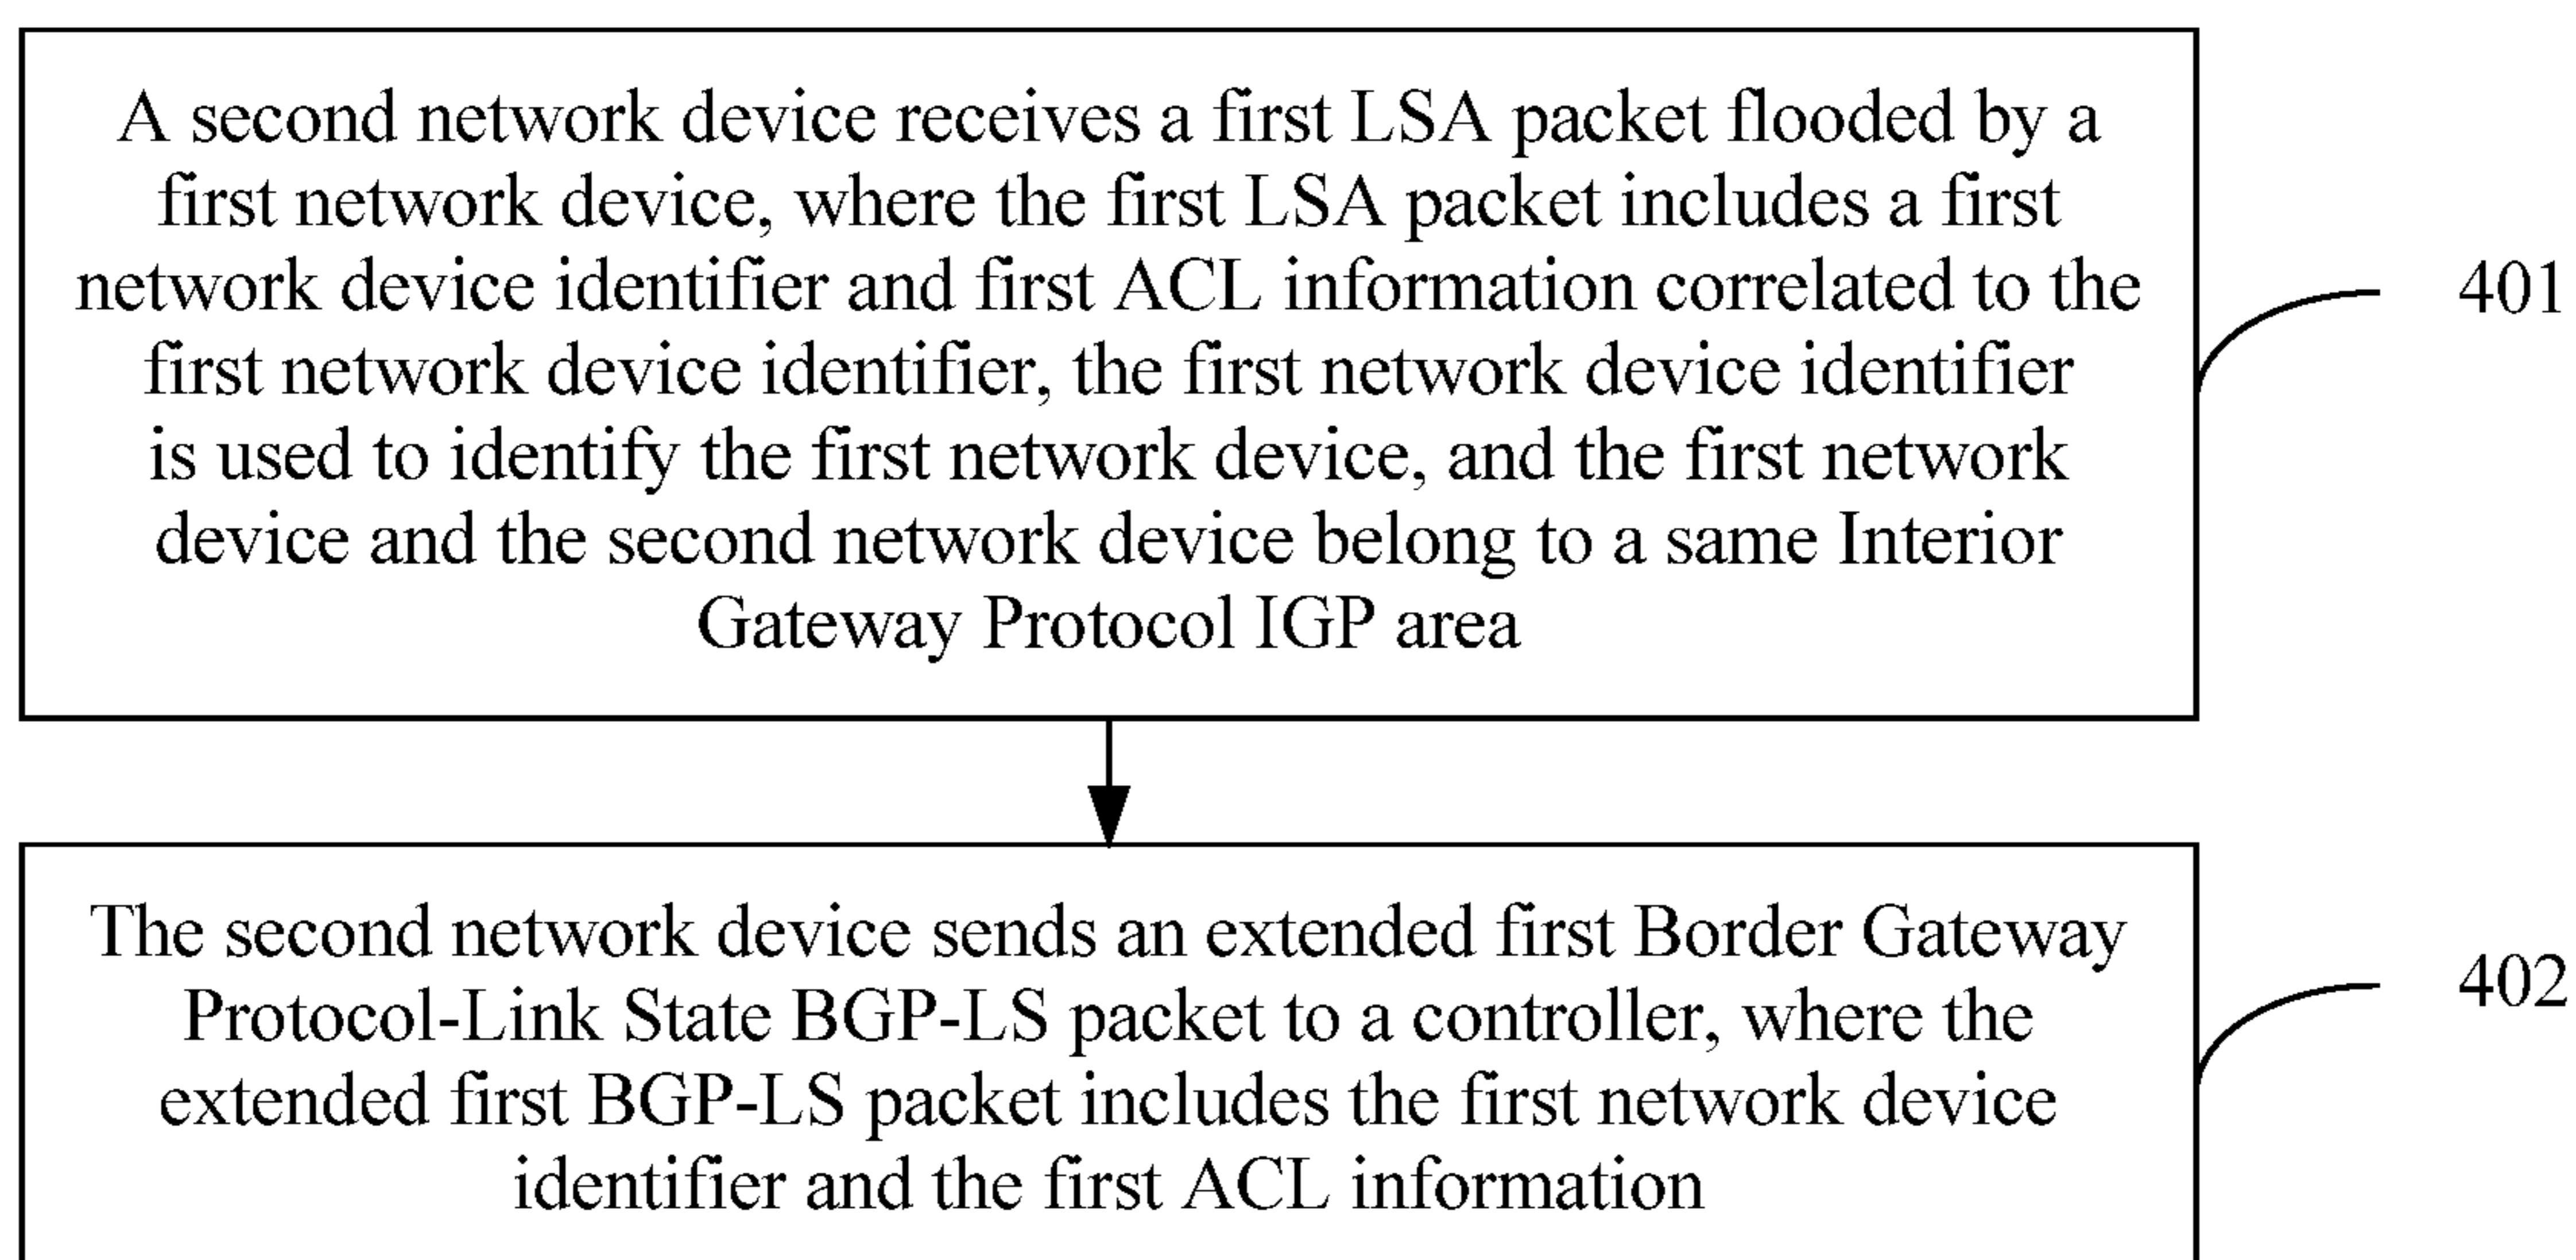 A second network device receives a first LSA packet flooded by a
first network device, where the first LSA packet includes a first
network device identifier and first ACL information correlated to the
first network device identifier, the first network device identifier
is used to identify the first network device, and the first network
device and the second network device belong to a same Interior
Gateway Protocol IGP area
401
The second network device sends an extended first Border Gateway
Protocol-Link State BGP-LS packet to a controller, where the
extended first BGP-LS packet includes the first network device
identifier and the first ACL information
402